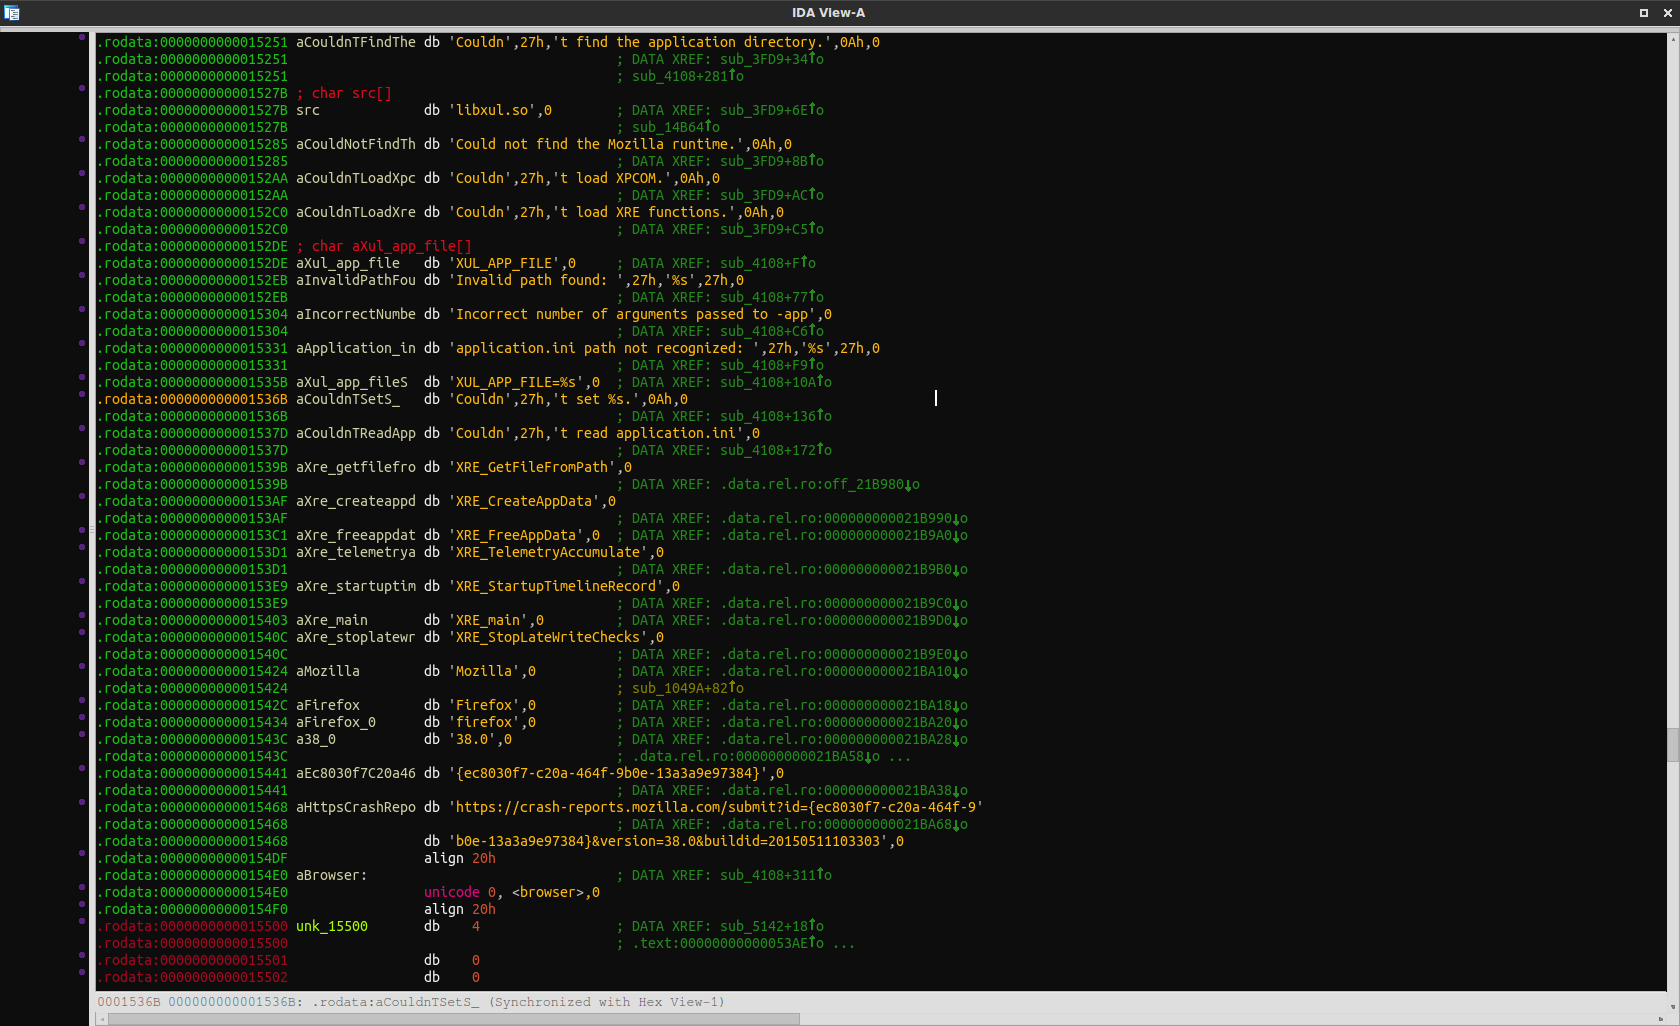 IDA View-A
.rodata:0000000000015251 aCouldnTFindThe db 'Couldn',27h,'t find the application directory.',0Ah,0
.rodata:0000000000015251 ; DATA XREF: sub_3FD9+34↑o
.rodata:0000000000015251 ; sub_4108+281↑o
.rodata:000000000001527B ; char src[]
.rodata:000000000001527B src db 'libxul.so',0 ; DATA XREF: sub_3FD9+6E↑o
.rodata:000000000001527B ; sub_14B64↑o
.rodata:0000000000015285 aCouldNotFindTh db 'Could not find the Mozilla runtime.',0Ah,0
.rodata:0000000000015285 ; DATA XREF: sub_3FD9+8B↑o
.rodata:00000000000152AA aCouldnTLoadXpc db 'Couldn',27h,'t load XPCOM.',0Ah,0
.rodata:00000000000152AA ; DATA XREF: sub_3FD9+AC↑o
.rodata:00000000000152C0 aCouldnTLoadXre db 'Couldn',27h,'t load XRE functions.',0Ah,0
.rodata:00000000000152C0 ; DATA XREF: sub_3FD9+C5↑o
.rodata:00000000000152DE ; char aXul_app_file[]
.rodata:00000000000152DE aXul_app_file db 'XUL_APP_FILE',0 ; DATA XREF: sub_4108+F↑o
.rodata:00000000000152EB aInvalidPathFou db 'Invalid path found: ',27h,'%s',27h,0
.rodata:00000000000152EB ; DATA XREF: sub_4108+77↑o
.rodata:0000000000015304 aIncorrectNumbe db 'Incorrect number of arguments passed to -app',0
.rodata:0000000000015304 ; DATA XREF: sub_4108+C6↑o
.rodata:0000000000015331 aApplication_in db 'application.ini path not recognized: ',27h,'%s',27h,0
.rodata:0000000000015331 ; DATA XREF: sub_4108+F9↑o
.rodata:000000000001535B aXul_app_fileS db 'XUL_APP_FILE=%s',0 ; DATA XREF: sub_4108+10A↑o
.rodata:000000000001536B aCouldnTSetS_ db 'Couldn',27h,'t set %s.',0Ah,0
.rodata:000000000001536B ; DATA XREF: sub_4108+136↑o
.rodata:000000000001537D aCouldnTReadApp db 'Couldn',27h,'t read application.ini',0
.rodata:000000000001537D ; DATA XREF: sub_4108+172↑o
.rodata:000000000001539B aXre_getfilefro db 'XRE_GetFileFromPath',0
.rodata:000000000001539B ; DATA XREF: .data.rel.ro:off_21B980↓o
.rodata:00000000000153AF aXre_createappd db 'XRE_CreateAppData',0
.rodata:00000000000153AF ; DATA XREF: .data.rel.ro:000000000021B990↓o
.rodata:00000000000153C1 aXre_freeappdat db 'XRE_FreeAppData',0 ; DATA XREF: .data.rel.ro:000000000021B9A0↓o
.rodata:00000000000153D1 aXre_telemetrya db 'XRE_TelemetryAccumulate',0
.rodata:00000000000153D1 ; DATA XREF: .data.rel.ro:000000000021B9B0↓o
.rodata:00000000000153E9 aXre_startuptim db 'XRE_StartupTimelineRecord',0
.rodata:00000000000153E9 ; DATA XREF: .data.rel.ro:000000000021B9C0↓o
.rodata:0000000000015403 aXre_main db 'XRE_main',0 ; DATA XREF: .data.rel.ro:000000000021B9D0↓o
.rodata:000000000001540C aXre_stoplatewr db 'XRE_StopLateWriteChecks',0
.rodata:000000000001540C ; DATA XREF: .data.rel.ro:000000000021B9E0↓o
.rodata:0000000000015424 aMozilla db 'Mozilla',0 ; DATA XREF: .data.rel.ro:000000000021BA10↓o
.rodata:0000000000015424 ; sub_1049A+82↑o
.rodata:000000000001542C aFirefox db 'Firefox',0 ; DATA XREF: .data.rel.ro:000000000021BA18↓o
.rodata:0000000000015434 aFirefox_0 db 'firefox',0 ; DATA XREF: .data.rel.ro:000000000021BA20↓o
.rodata:000000000001543C a38_0 db '38.0',0 ; DATA XREF: .data.rel.ro:000000000021BA28↓o
.rodata:000000000001543C ; .data.rel.ro:000000000021BA58↓o ...
.rodata:0000000000015441 aEc8030f7C20a46 db '{ec8030f7-c20a-464f-9b0e-13a3a9e97384}',0
.rodata:0000000000015441 ; DATA XREF: .data.rel.ro:000000000021BA38↓o
.rodata:0000000000015468 aHttpsCrashRepo db 'https://crash-reports.mozilla.com/submit?id={ec8030f7-c20a-464f-9'
.rodata:0000000000015468 ; DATA XREF: .data.rel.ro:000000000021BA68↓o
.rodata:0000000000015468 db 'b0e-13a3a9e97384}&version=38.0&buildid=20150511103303',0
.rodata:00000000000154DF align 20h
.rodata:00000000000154E0 aBrowser: ; DATA XREF: sub_4108+311↑o
.rodata:00000000000154E0 unicode 0, <browser>,0
.rodata:00000000000154F0 align 20h
.rodata:0000000000015500 unk_15500 db 4 ; DATA XREF: sub_5142+18↑o
.rodata:0000000000015500 ; .text:00000000000053AE↑o ...
.rodata:0000000000015501 db 0
.rodata:0000000000015502 db 0
0001536B 000000000001536B: .rodata:aCouldnTSetS_ (Synchronized with Hex View-1)